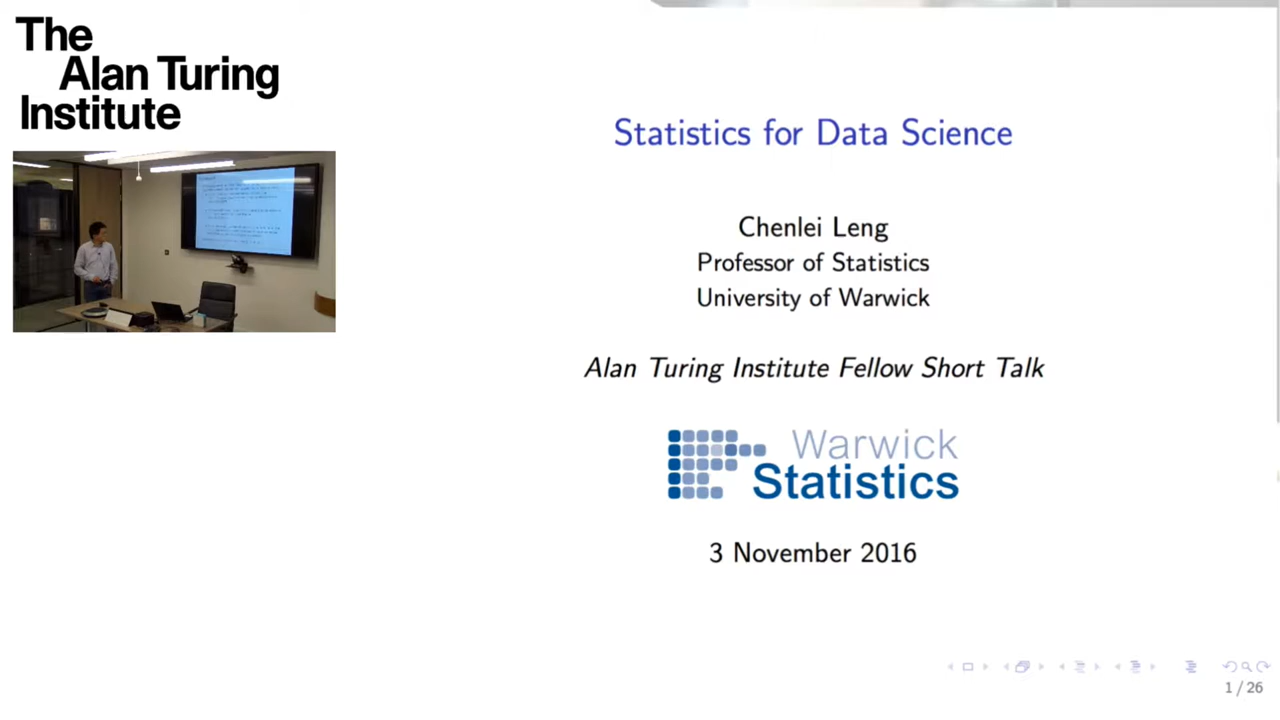 The
Alan Turing
Institute
Statistics for Data Science
Chenlei Leng
Professor of Statistics
University of Warwick
Alan Turing Institute Fellow Short Talk
Warwick
Statistics
3 November 2016
1 / 26